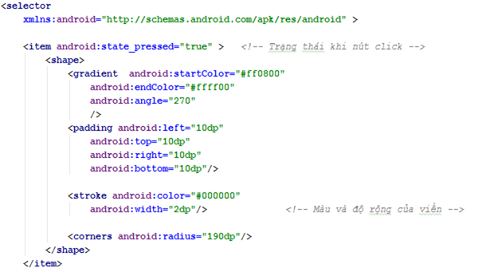 <selector
xmlns:android="http://schemas.android.com/apk/res/android" >
<item android:state_pressed="true" > <!-- Trạng thái khi nút click -->
<shape>
<gradient android:startColor="#ff0800"
android:endColor="#ffff00"
android:angle="270"
/>
<padding android:left="10dp"
android:top="10dp"
android:right="10dp"
android:bottom="10dp"/>
<stroke android:color="#000000"
android:width="2dp"/> <!-- Màu và độ rộng của viền -->
<corners android:radius="190dp"/>
</shape>
</item>